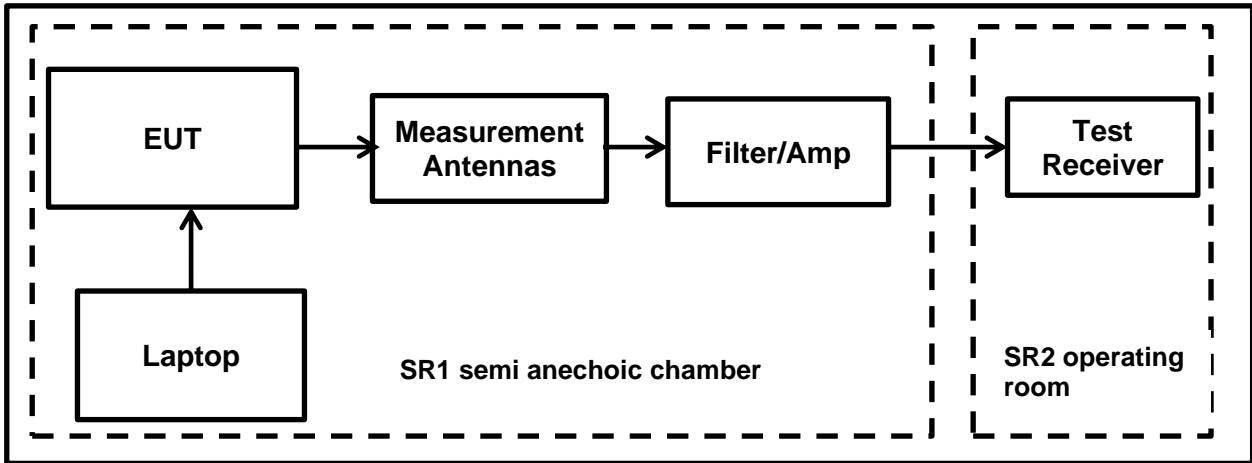 EUT
Measurement
Antennas
Filter/Amp
Test
Receiver
Laptop
SR1 semi anechoic chamber
SR2 operating
room